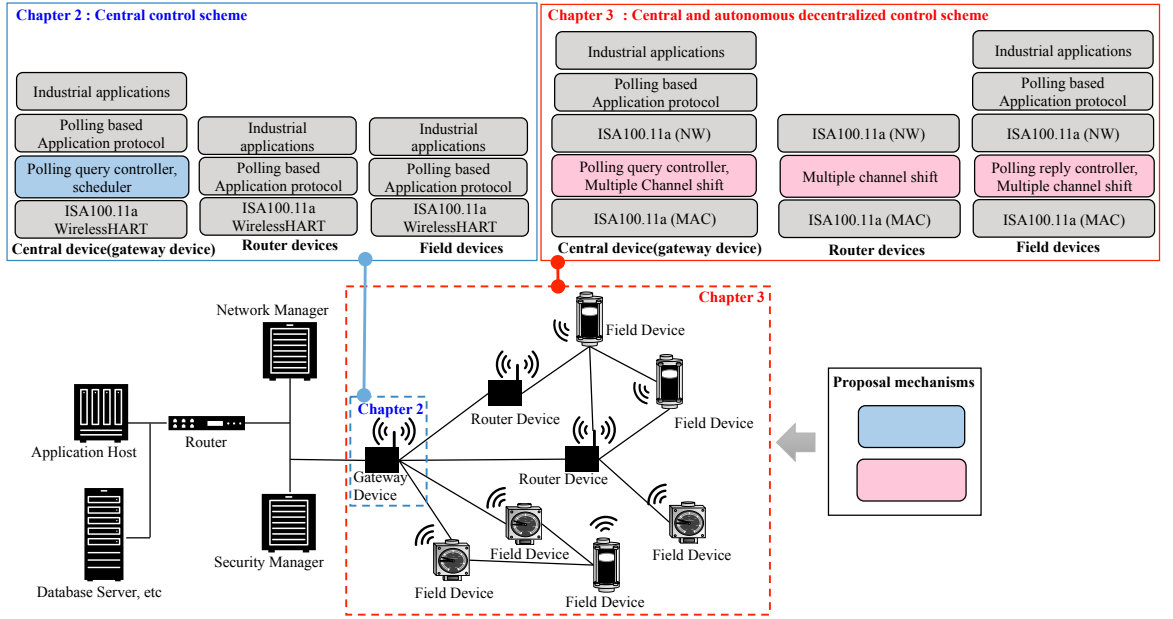 Chapter 2 : Central control scheme
Industrial applications
Polling based
Application protocol
Polling query controller,
scheduler
ISA100.11a
WirelessHART
Central device(gateway device)
Industrial
applications
Polling based
Application protocol
ISA100.11a
WirelessHART
Router devices
Industrial
applications
Polling based
Application protocol
ISA100.11a
WirelessHART
Field devices
Chapter 3 : Central and autonomous decentralized control scheme
Industrial applications
Polling based
Application protocol
ISA100.11a (NW)
Polling query controller,
Multiple Channel shift
ISA100.11a (MAC)
Central device(gateway device)
ISA100.11a (NW)
Multiple channel shift
ISA100.11a (MAC)
Router devices
Industrial applications
Polling based
Application protocol
ISA100.11a (NW)
Polling reply controller,
Multiple channel shift
ISA100.11a (MAC)
Field devices
Network Manager
Application Host
Router
Database Server, etc
Security Manager
Chapter 3
Chapter 2
Gateway
Device
Router Device
Field Device
Field Device
Router Device
Field Device
Field Device
Field Device
Field Device
Proposal mechanisms